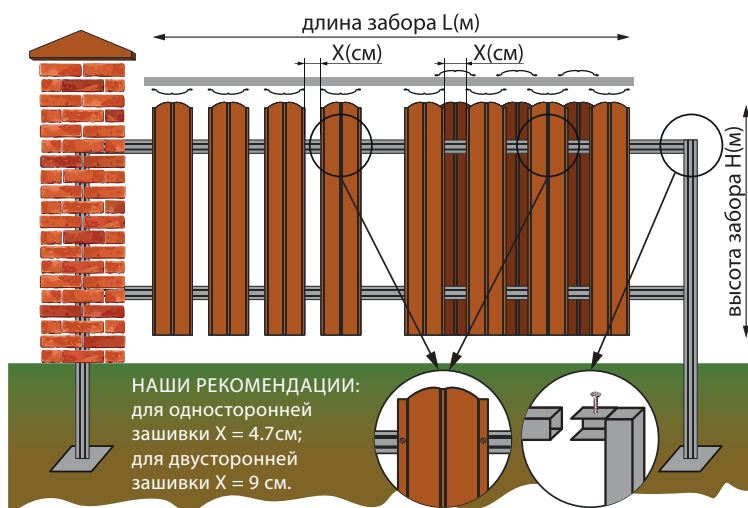 длина забора L(м)
X(см)
X(см)
высота забора H(м)
НАШИ РЕКОМЕНДАЦИИ:
для односторонней
зашивки X = 4.7см;
для двусторонней
зашивки X = 9 см.